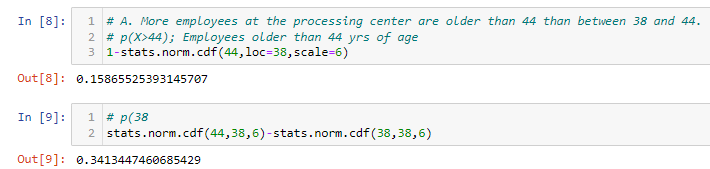 In [8]:
1 # A. More employees at the processing center are older than 44 than between 38 and 44.
2 # p(X>44); Employees older than 44 yrs of age
3 1-stats.norm.cdf(44,loc=38,scale=6)
Out[8]: 0.15865525393145707
In [9]:
1 # p(38
2 stats.norm.cdf(44,38,6)-stats.norm.cdf(38,38,6)
Out[9]: 0.3413447460685429